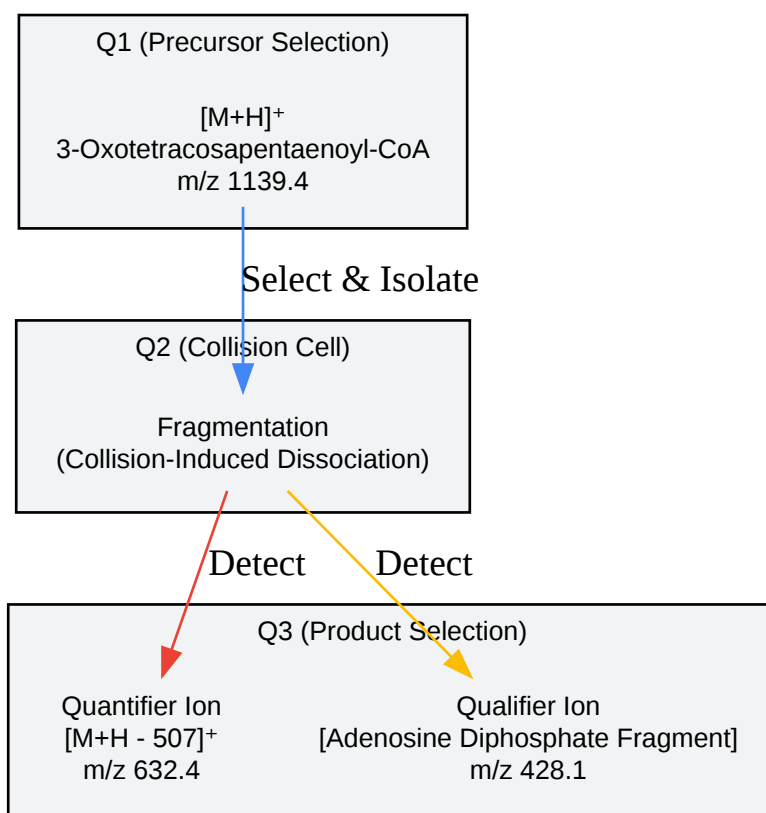 Q1 (Precursor Selection)
[M+H]⁺
3-Oxotetracosapentaenoyl-CoA
m/z 1139.4
Select & Isolate
Q2 (Collision Cell)
Fragmentation
(Collision-Induced Dissociation)
Detect
Detect
Q3 (Product Selection)
Quantifier Ion
[M+H - 507]⁺
m/z 632.4
Qualifier Ion
[Adenosine Diphosphate Fragment]
m/z 428.1